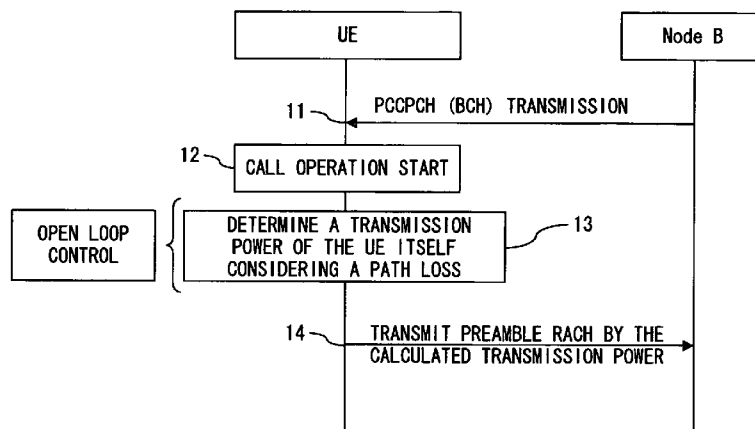 UE
Node B
11
PCCPCH (BCH) TRANSMISSION
12
CALL OPERATION START
OPEN LOOP
CONTROL
DETERMINE A TRANSMISSION
POWER OF THE UE ITSELF
CONSIDERING A PATH LOSS
13
14
TRANSMIT PREAMBLE RACH BY THE
CALCULATED TRANSMISSION POWER